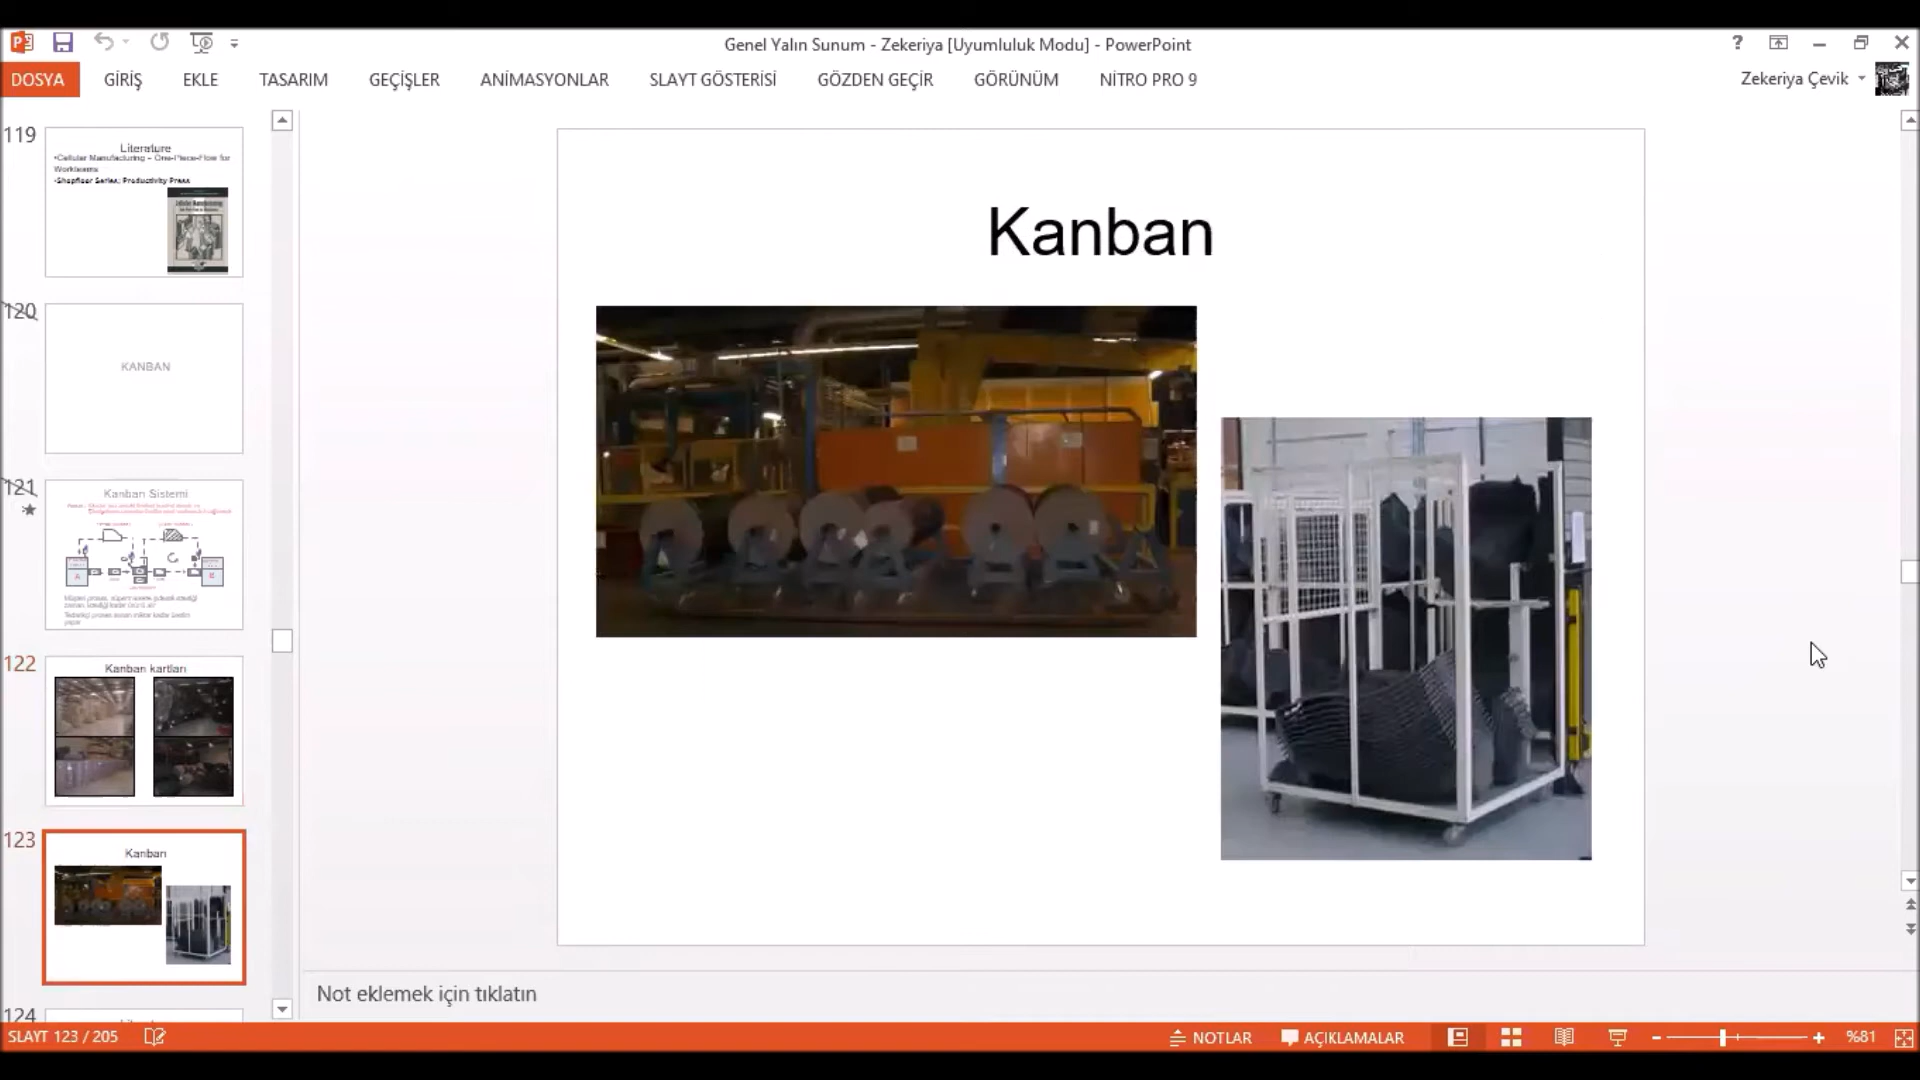 Genel Yalın Sunum - Zekeriya [Uyumluluk Modu] - PowerPoint
DOSYA GİRİŞ EKLE TASARIM GEÇİŞLER ANİMASYONLAR SLAYT GÖSTERİSİ GÖZDEN GEÇİR GÖRÜNÜM NİTRO PRO 9
Zekeriya Çevik
119
Literature
•Cellular Manufacturing – One-Piece-Flow for
Workteams
•Shopfloor Series; Productivity Press
120
KANBAN
121
Kanban Sistemi
A
B
122
Kanban kartları
123
Kanban
124
Kanban
Not eklemek için tıklatın
SLAYT 123 / 205
NOTLAR
AÇIKLAMALAR
%81